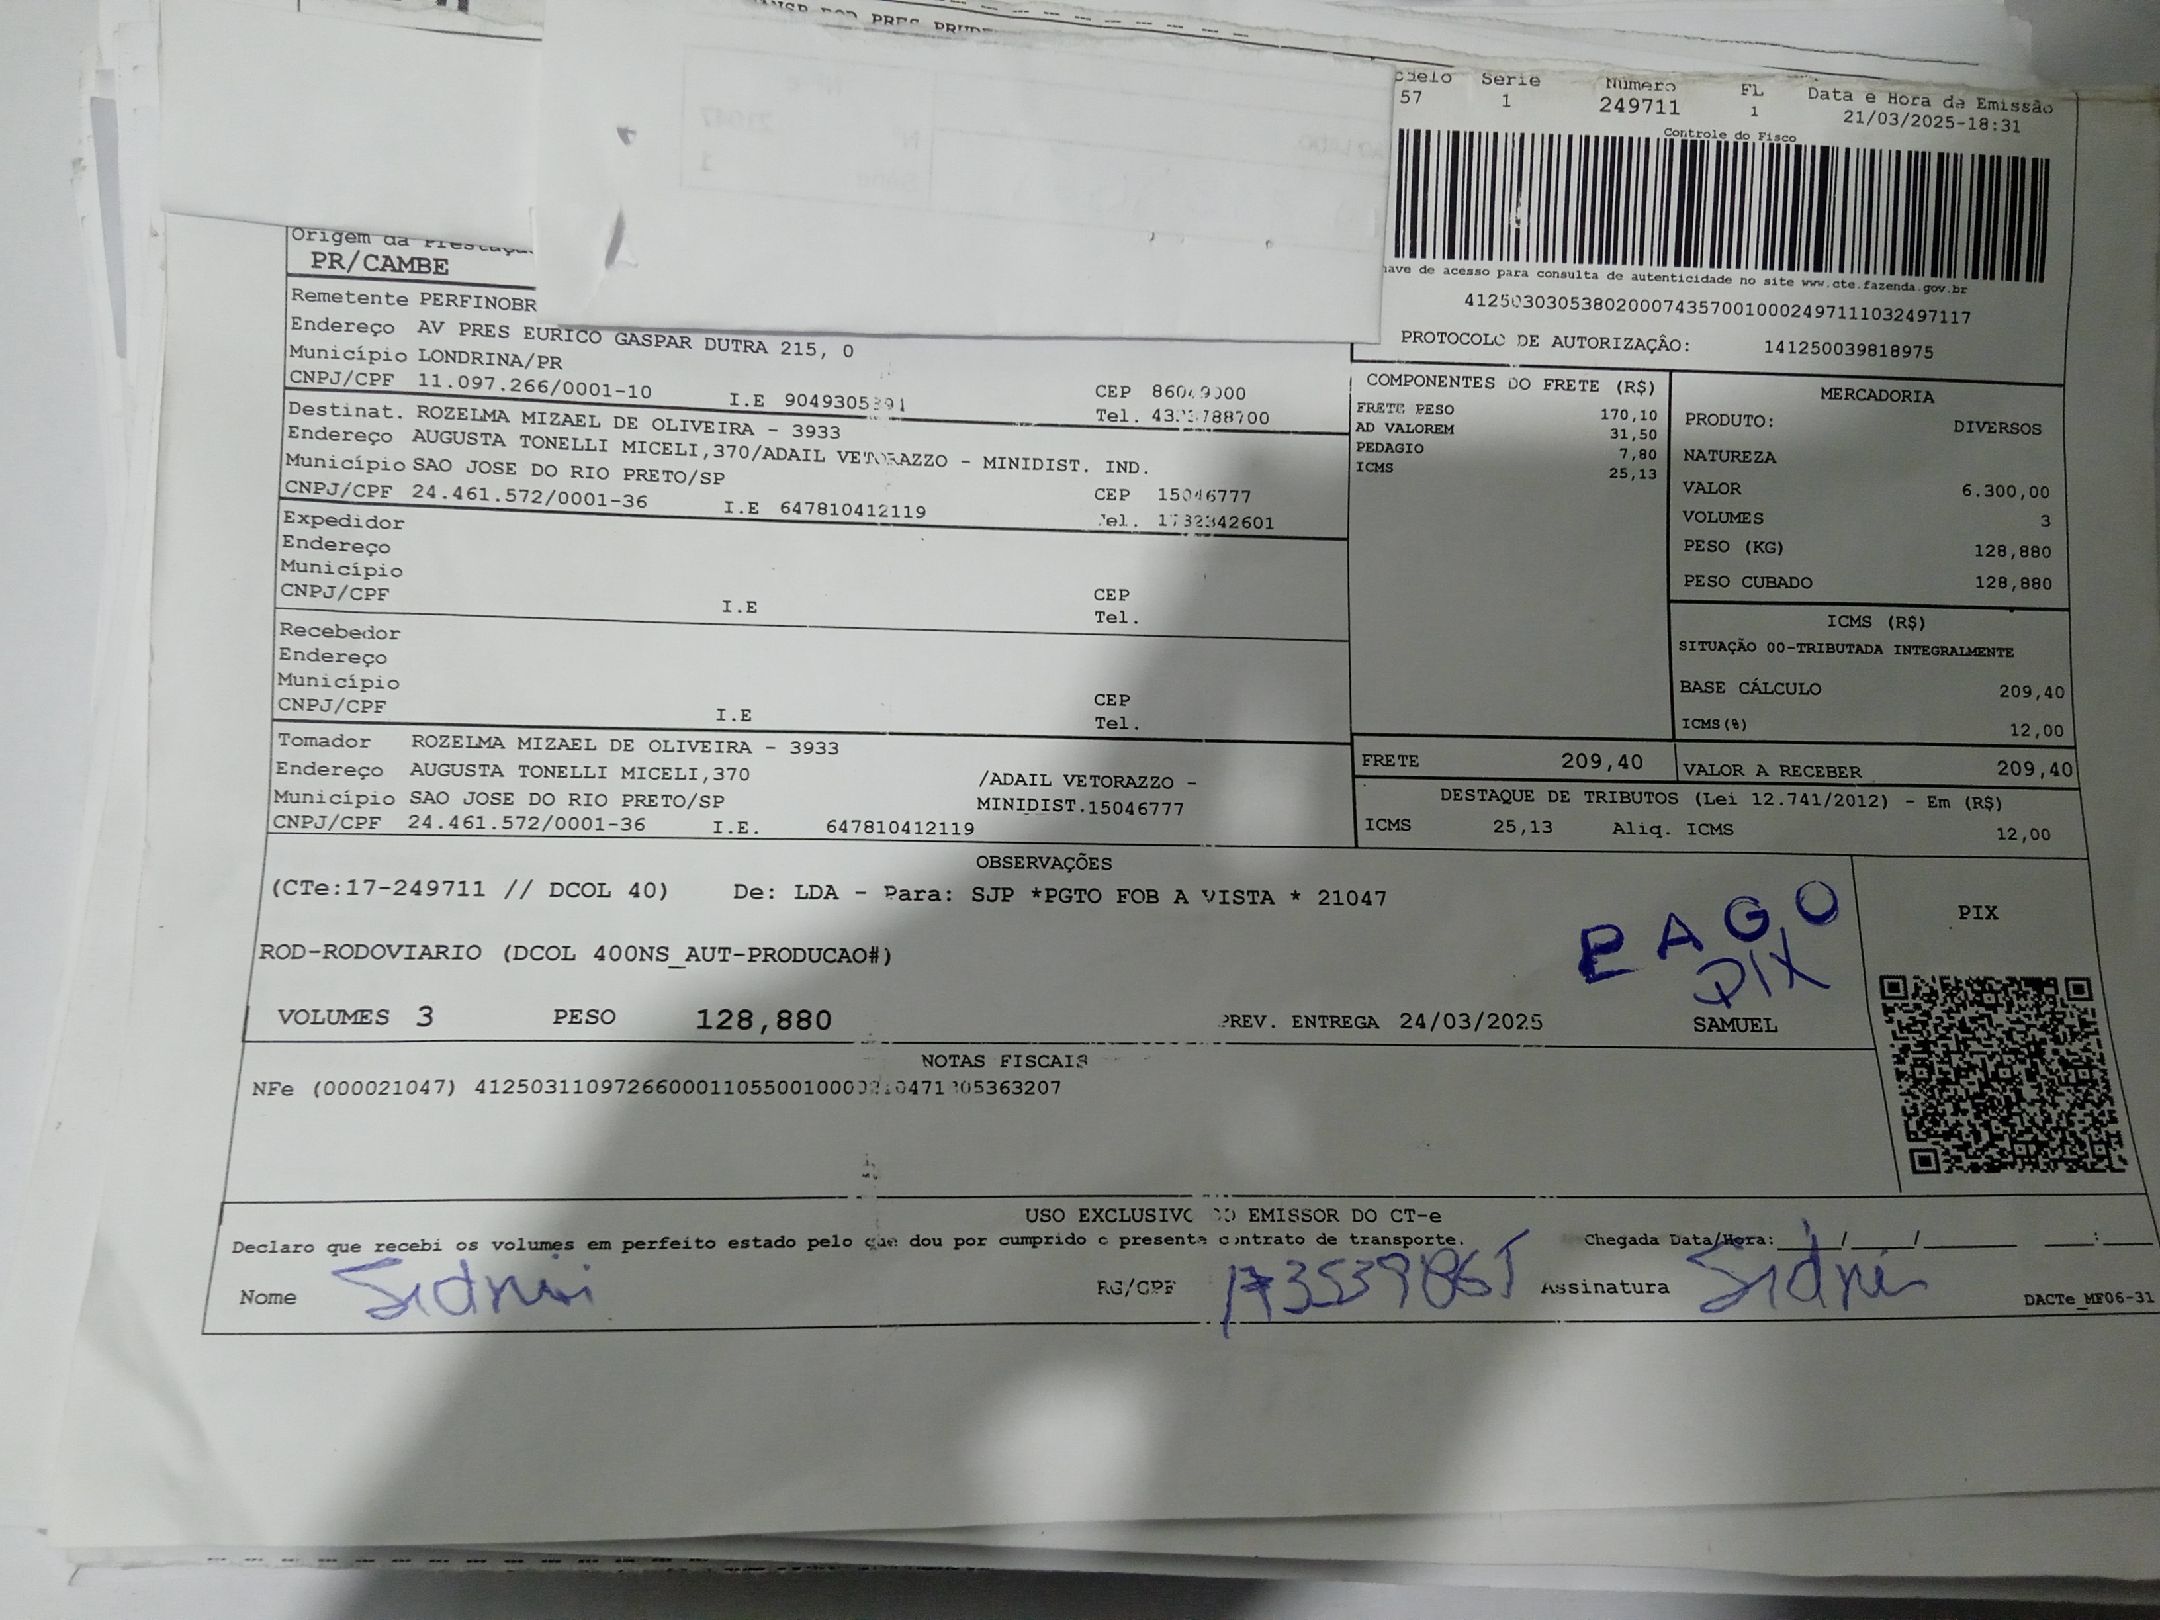 PRES
Modelo Serie Número FL Data e Hora da Emissão
57 1 249711 1 21/03/2025-18:31
Controle do Fisco
have de acesso para consulta de autenticidade no site www.cte.fazenda.gov.br
41250303053802000743570010002497111032497117
PROTOCOLO DE AUTORIZAÇÂO: 141250039818975
Origem da
PR/CAMBE
Remetente PERFINOBR
Endereço AV PRES EURICO GASPAR DUTRA 215, 0
Município LONDRINA/PR
CNPJ/CPF 11.097.266/0001-10 I.E CEP
Tel.
Destinat. ROZELMA MIZAEL DE OLIVEIRA - 3933
Endereço AUGUSTA TONELLI MICELI,370/ADAIL VETORAZZO - MINIDIST. IND.
Município SAO JOSE DO RIO PRETO/SP
CNPJ/CPF 24.461.572/0001-36 I.E 647810412119 CEP 15046777
Tel. 1732342601
Expedidor
Endereço
Município
CNPJ/CPF I.E CEP
Tel.
Recebedor
Endereço
Município
CNPJ/CPF I.E CEP
Tel.
Tomador ROZELMA MIZAEL DE OLIVEIRA - 3933
Endereço AUGUSTA TONELLI MICELI,370 /ADAIL VETORAZZO -
Município SAO JOSE DO RIO PRETO/SP MINIDIST.15046777
CNPJ/CPF 24.461.572/0001-36 I.E. 647810412119
COMPONENTES DO FRETE (R$)
FRETE PESO 170,10
AD VALOREM 31,50
PEDAGIO 7,80
ICMS 25,13
MERCADORIA
PRODUTO: DIVERSOS
NATUREZA
VALOR 6.300,00
VOLUMES 3
PESO (KG) 128,880
PESO CUBADO 128,880
ICMS (R$)
SITUAÇÃO 00-TRIBUTADA INTEGRALMENTE
BASE CÁLCULO 209,40
ICMS(%) 12,00
FRETE 209,40 VALOR A RECEBER 209,40
DESTAQUE DE TRIBUTOS (Lei 12.741/2012) - Em (R$)
ICMS 25,13 Aliq. ICMS 12,00
OBSERVAÇÕES
(CTe:17-249711 // DCOL 40) De: LDA - Para: SJP *PGTO FOB A VISTA * 21047
ROD-RODOVIARIO (DCOL 400NS_AUT-PRODUCAO#)
PAGO
PIX
PIX
VOLUMES 3 PESO 128,880 PREV. ENTREGA 24/03/2025 SAMUEL
NOTAS FISCAIS
NFe (000021047)
USO EXCLUSIVO DO EMISSOR DO CT-e
Declaro que recebi os volumes em perfeito estado pelo que dou por cumprido o presente contrato de transporte. Chegada Data/Hora: / / :
Nome Sidnei RG/CPF Assinatura Sidnei
DACTe_MF06-31